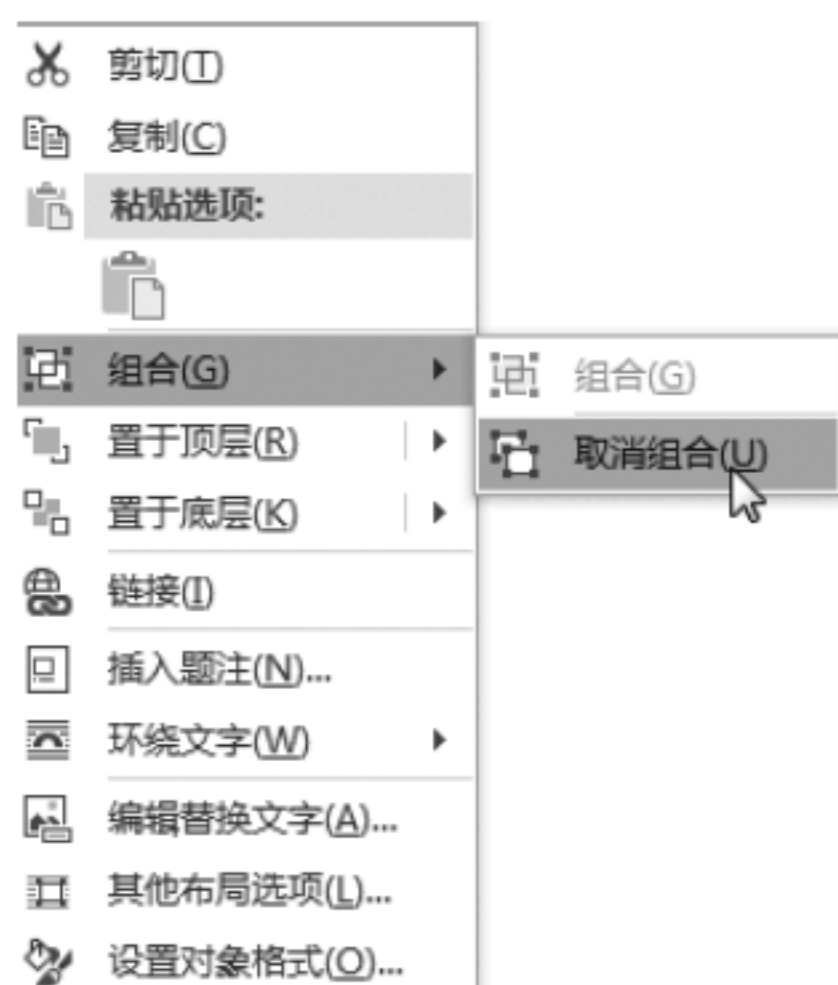 剪切(T)
复制(C)
粘贴选项:
组合(G)
组合(G)
置于顶层(R)
取消组合(U)
置于底层(K)
链接(I)
插入题注(N)...
环绕文字(W)
编辑替换文字(A)...
其他布局选项(L)...
设置对象格式(O)...